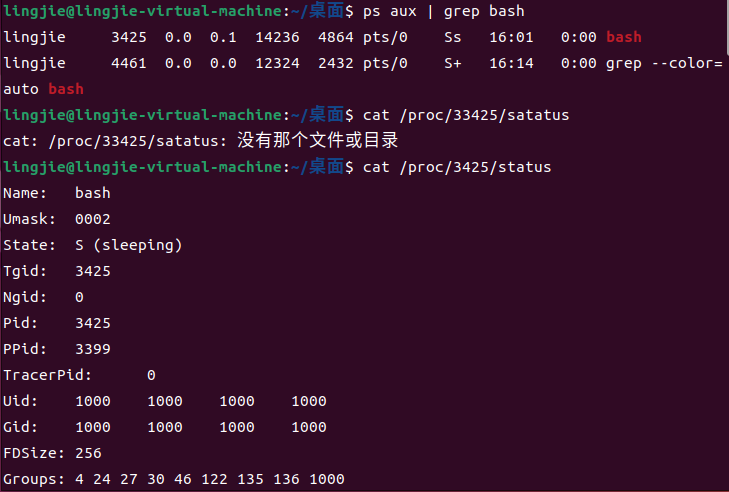 lingjie@lingjie-virtual-machine:~/桌面$ ps aux | grep bash
lingjie     3425  0.0  0.1  14236  4864 pts/0    Ss   16:01   0:00 bash
lingjie     4461  0.0  0.0  12324  2432 pts/0    S+   16:14   0:00 grep --color=
auto bash
lingjie@lingjie-virtual-machine:~/桌面$ cat /proc/33425/satatus
cat: /proc/33425/satatus: 没有那个文件或目录
lingjie@lingjie-virtual-machine:~/桌面$ cat /proc/3425/status
Name:   bash
Umask:  0002
State:  S (sleeping)
Tgid:   3425
Ngid:   0
Pid:    3425
PPid:   3399
TracerPid:      0
Uid:    1000    1000    1000    1000
Gid:    1000    1000    1000    1000
FDSize: 256
Groups: 4 24 27 30 46 122 135 136 1000